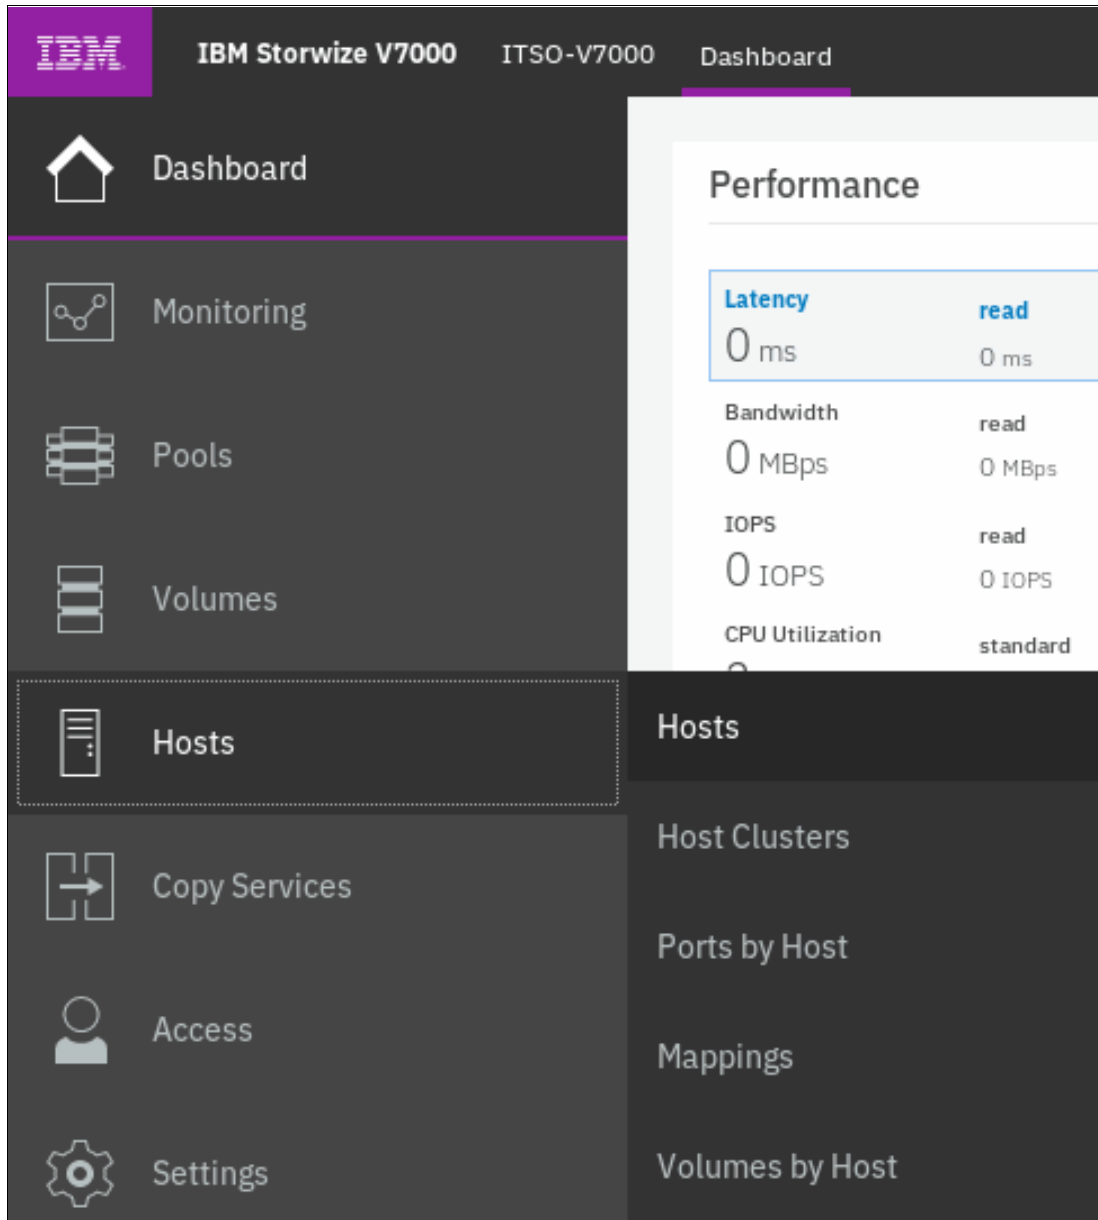 IBM IBM Storwize V7000 ITSO-V7000 Dashboard
Dashboard
Monitoring
Pools
Volumes
Hosts
Copy Services
Access
Settings
Performance
Latency read
0 ms 0 ms
Bandwidth read
0 MBps 0 MBps
IOPS read
0 IOPS 0 IOPS
CPU Utilization standard
Hosts
Host Clusters
Ports by Host
Mappings
Volumes by Host